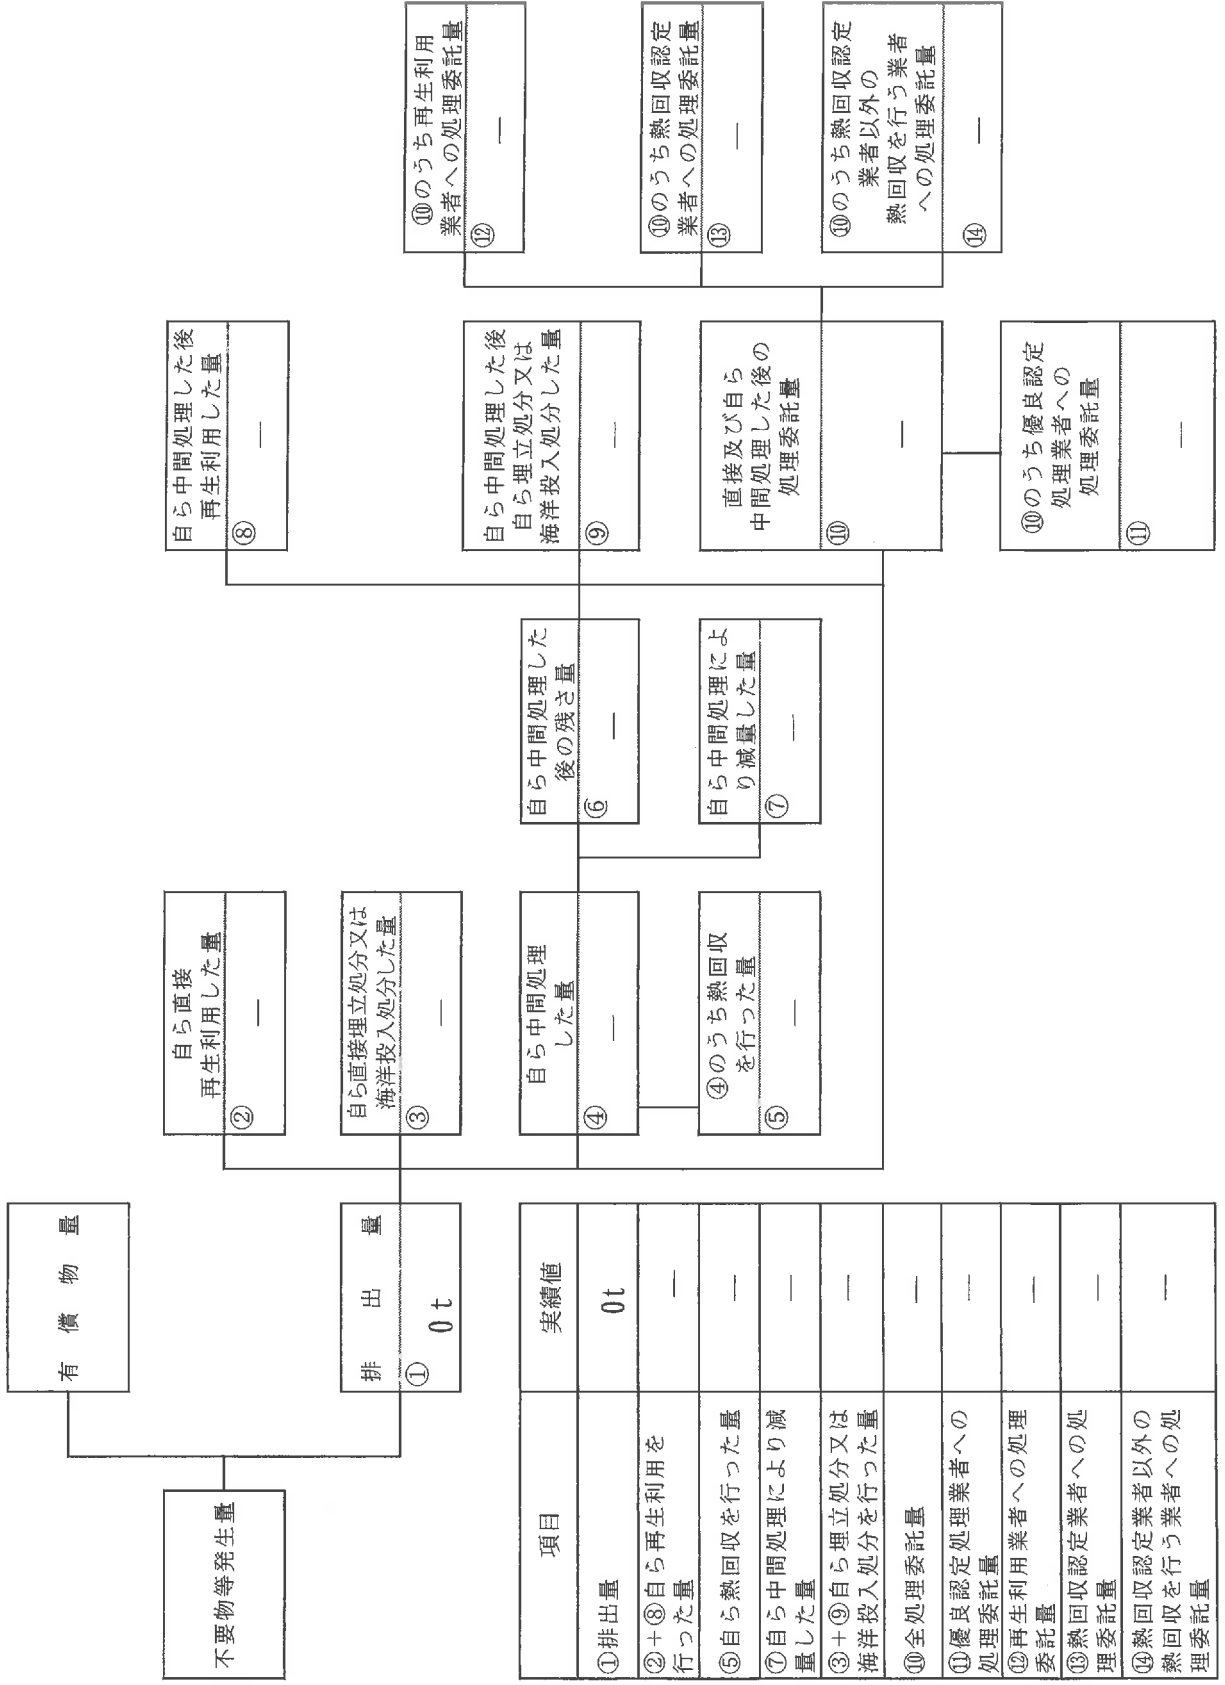 不要物等発生量
有償物量
排出量
①
0t
自ら直接
再生利用した量
②
—
自ら直接埋立処分又は
海洋投入処分した量
③
—
自ら中間処理
した量
④
—
④のうち熱回収
を行った量
⑤
—
自ら中間処理した
後の残さ量
⑥
—
自ら中間処理によ
り減量した量
⑦
—
自ら中間処理した後
再生利用した量
⑧
—
自ら中間処理した後
自ら埋立処分又は
海洋投入処分した量
⑨
—
直接及び自ら
中間処理した後の
処理委託量
⑩
—
⑩のうち優良認定
処理業者への
処理委託量
⑪
—
⑩のうち再生利用
業者への処理委託量
⑫
—
⑩のうち熱回収認定
業者への処理委託量
⑬
—
⑩のうち熱回収認定
業者以外の
熱回収を行う業者
への処理委託量
⑭
—
項目 実績値
①排出量 0t
②+⑧自ら再生利用を
行った量 —
⑤自ら熱回収を行った量 —
⑦自ら中間処理により減
量した量 —
③+⑨自ら埋立処分又は
海洋投入処分を行った量 —
⑩全処理委託量 —
⑪優良認定処理業者への
処理委託量 —
⑫再生利用業者への処理
委託量 —
⑬熱回収認定業者への処
理委託量 —
⑭熱回収認定業者以外の
熱回収を行う業者への処
理委託量 —